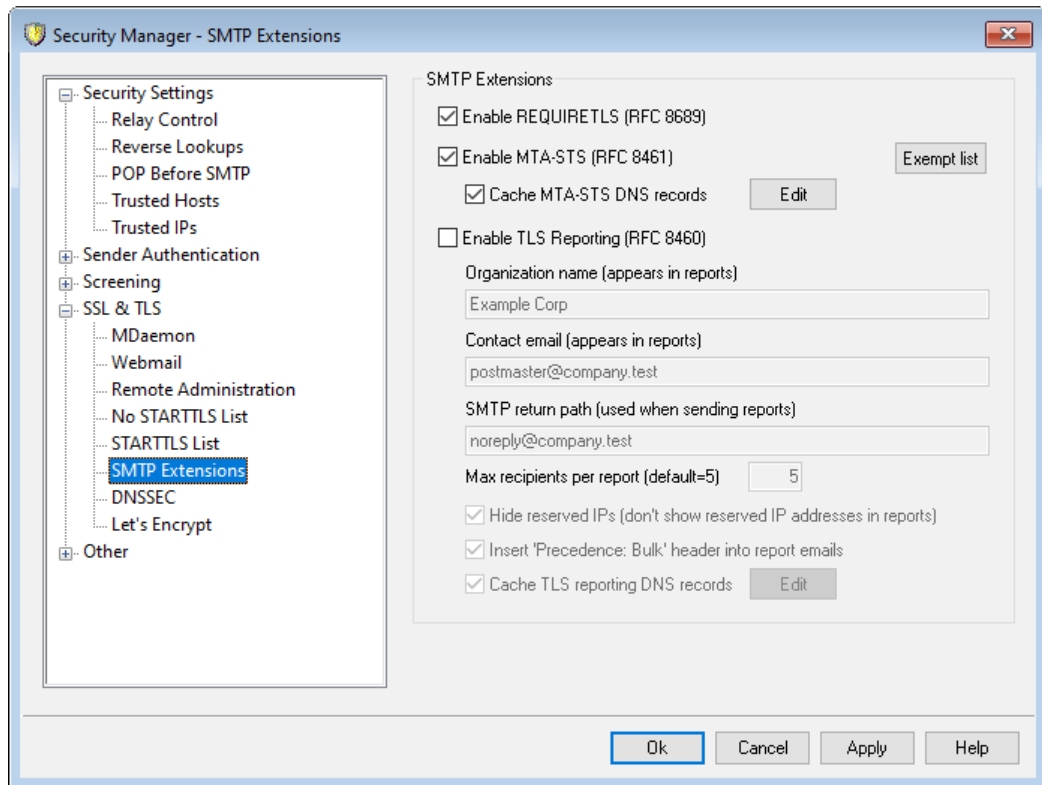 Security Manager - SMTP Extensions
Security Settings
Relay Control
Reverse Lookups
POP Before SMTP
Trusted Hosts
Trusted IPs
Sender Authentication
Screening
SSL & TLS
MDaemon
Webmail
Remote Administration
No STARTTLS List
STARTTLS List
SMTP Extensions
DNSSEC
Let's Encrypt
Other
SMTP Extensions
Enable REQUIRETLS (RFC 8689)
Enable MTA-STS (RFC 8461)
Exempt list
Cache MTA-STS DNS records
Edit
Enable TLS Reporting (RFC 8460)
Organization name (appears in reports)
Example Corp
Contact email (appears in reports)
postmaster@company.test
SMTP return path (used when sending reports)
noreply@company.test
Max recipients per report (default=5)
5
Hide reserved IPs (don't show reserved IP addresses in reports)
Insert 'Precedence: Bulk' header into report emails
Cache TLS reporting DNS records
Edit
Ok
Cancel
Apply
Help